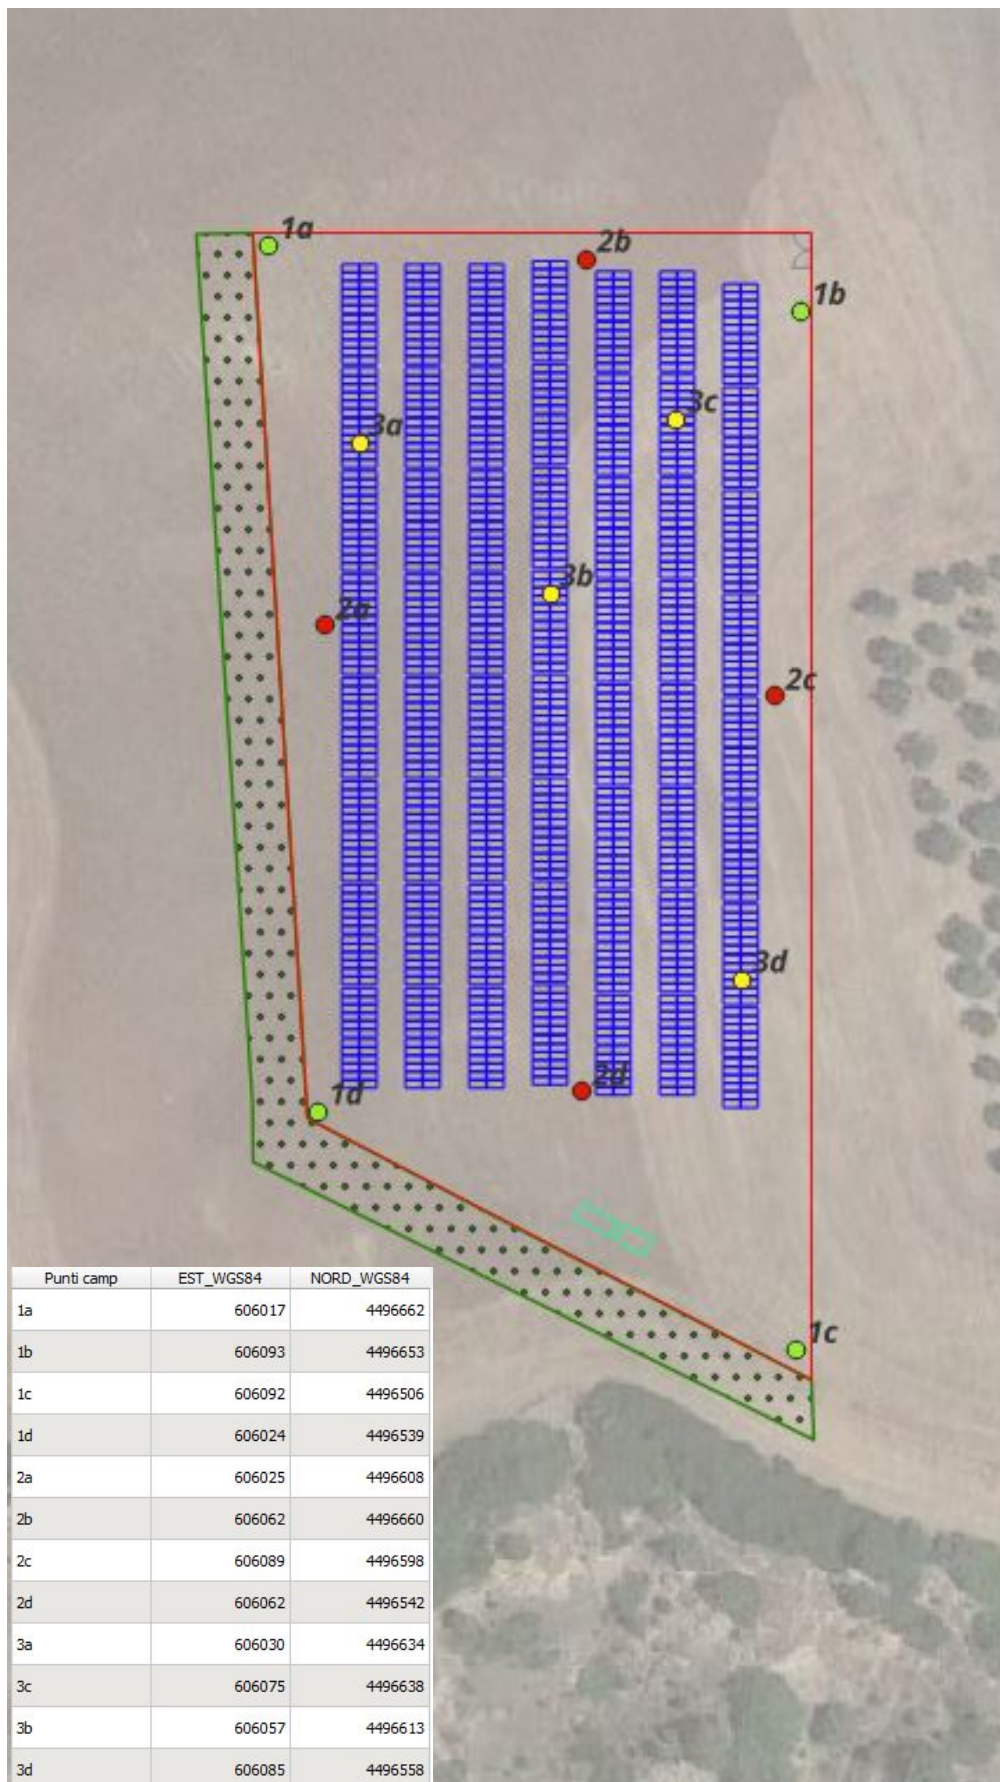 1a
2b
1b
3c
3a
3b
2a
2c
3d
2d
1d
1c
Punti camp EST_WGS84 NORD_WGS84
1a 606017 4496662
1b 606093 4496653
1c 606092 4496506
1d 606024 4496539
2a 606025 4496608
2b 606062 4496660
2c 606089 4496598
2d 606062 4496542
3a 606030 4496634
3c 606075 4496638
3b 606057 4496613
3d 606085 4496558